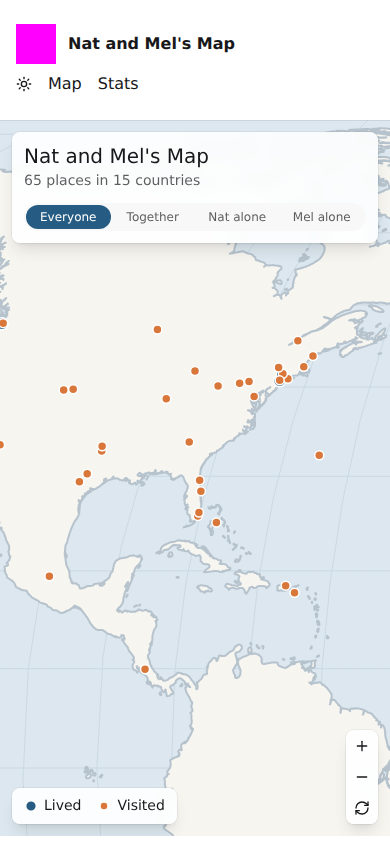 Nat and Mel's Map
Map Stats
Nat and Mel's Map
65 places in 15 countries
Everyone Together Nat alone Mel alone
Lived Visited